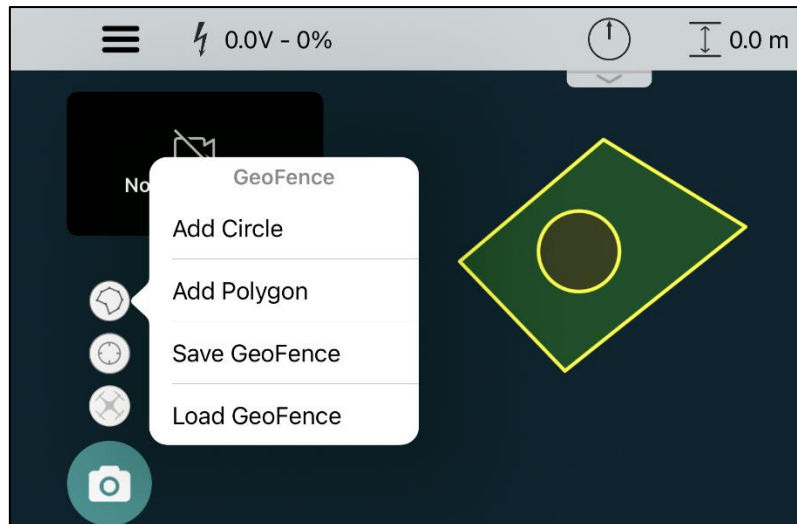 0.0V - 0%
0.0 m
No
GeoFence
Add Circle
Add Polygon
Save GeoFence
Load GeoFence